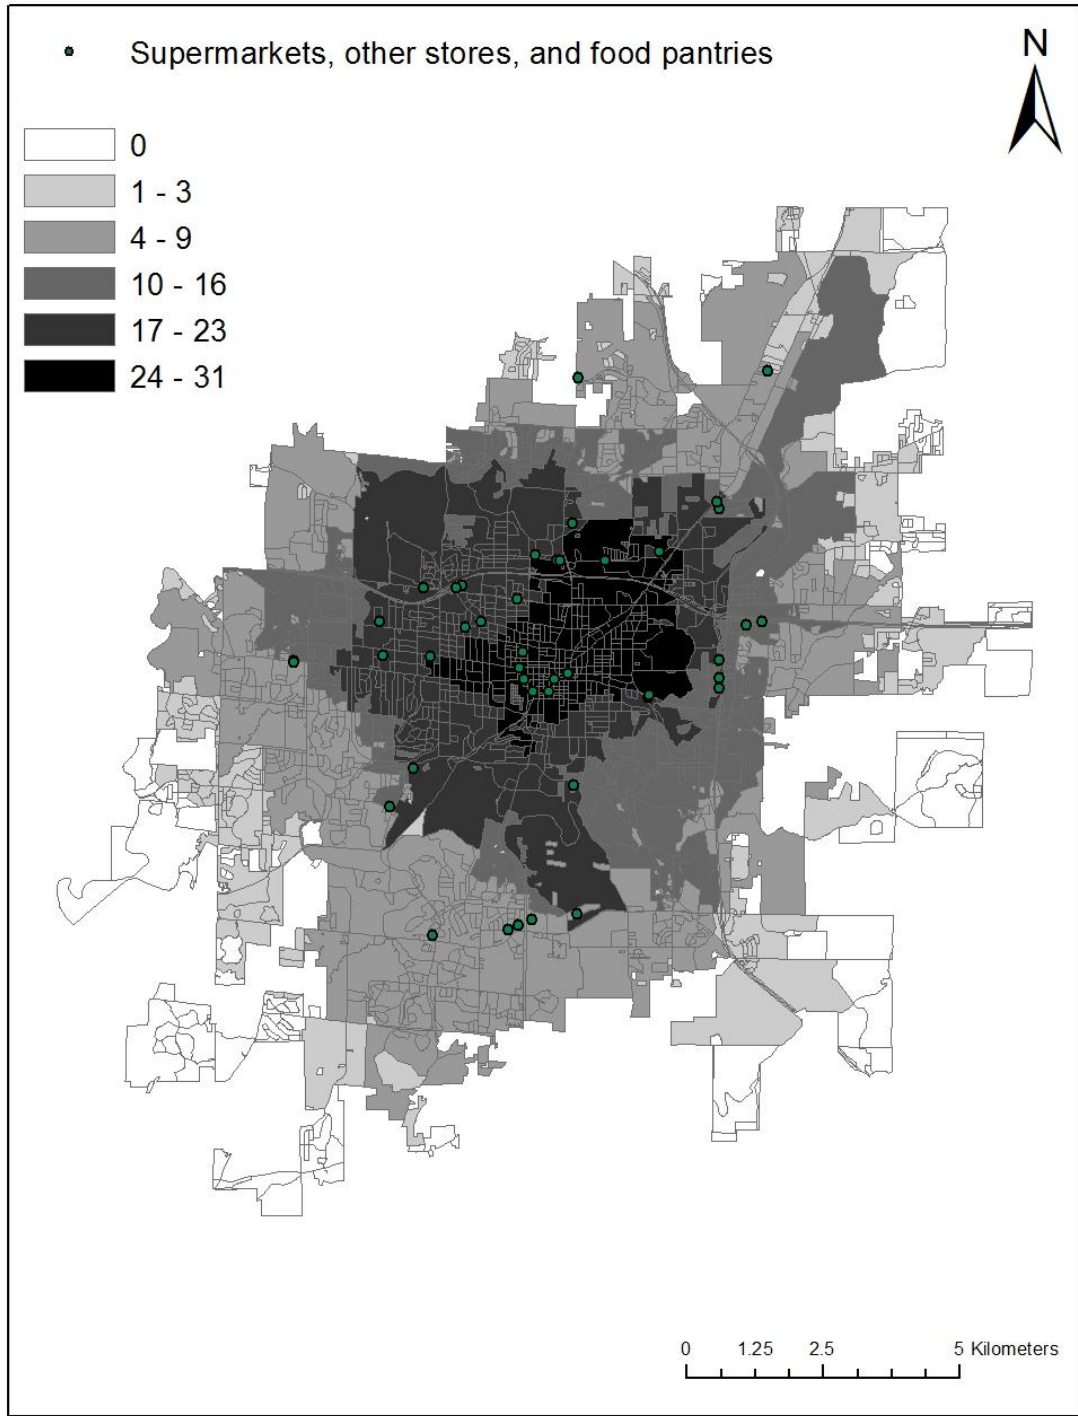 Supermarkets, other stores, and food pantries
N
0
1 - 3
4 - 9
10 - 16
17 - 23
24 - 31
0 1.25 2.5 5 Kilometers